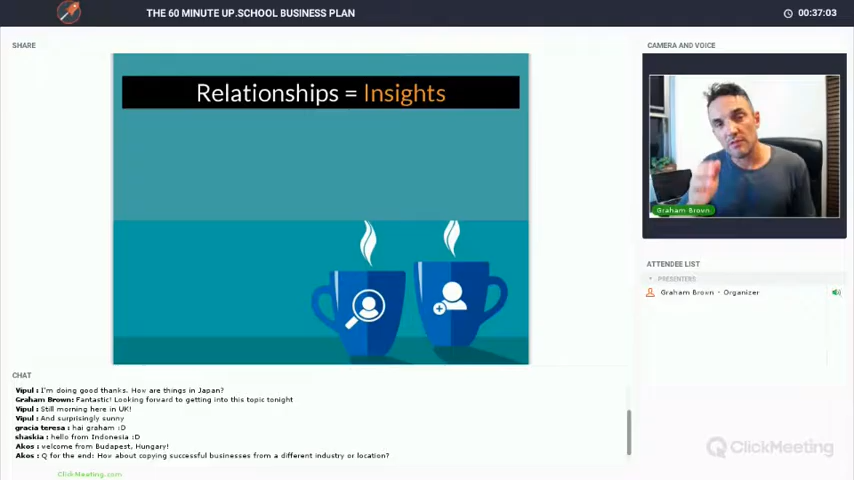 THE 60 MINUTE UP.SCHOOL BUSINESS PLAN
00:37:03
SHARE
CAMERA AND VOICE
Relationships = Insights
Graham Brown
ATTENDEE LIST
PRESENTERS
Graham Brown - Organizer
CHAT
Vipul : I'm doing good thanks. How are things in Japan?
Graham Brown: Fantastic! Looking forward to getting into this topic tonight
Vipul : Still morning here in UK!
Vipul : And surprisingly sunny
gracia teresa : hai graham :D
shaskia : hello from Indonesia :D
Akos : velcome from Budapest, Hungary!
Akos : Q for the end: How about copying successful businesses from a different industry or location?
ClickMeeting
ClickMeeting.com